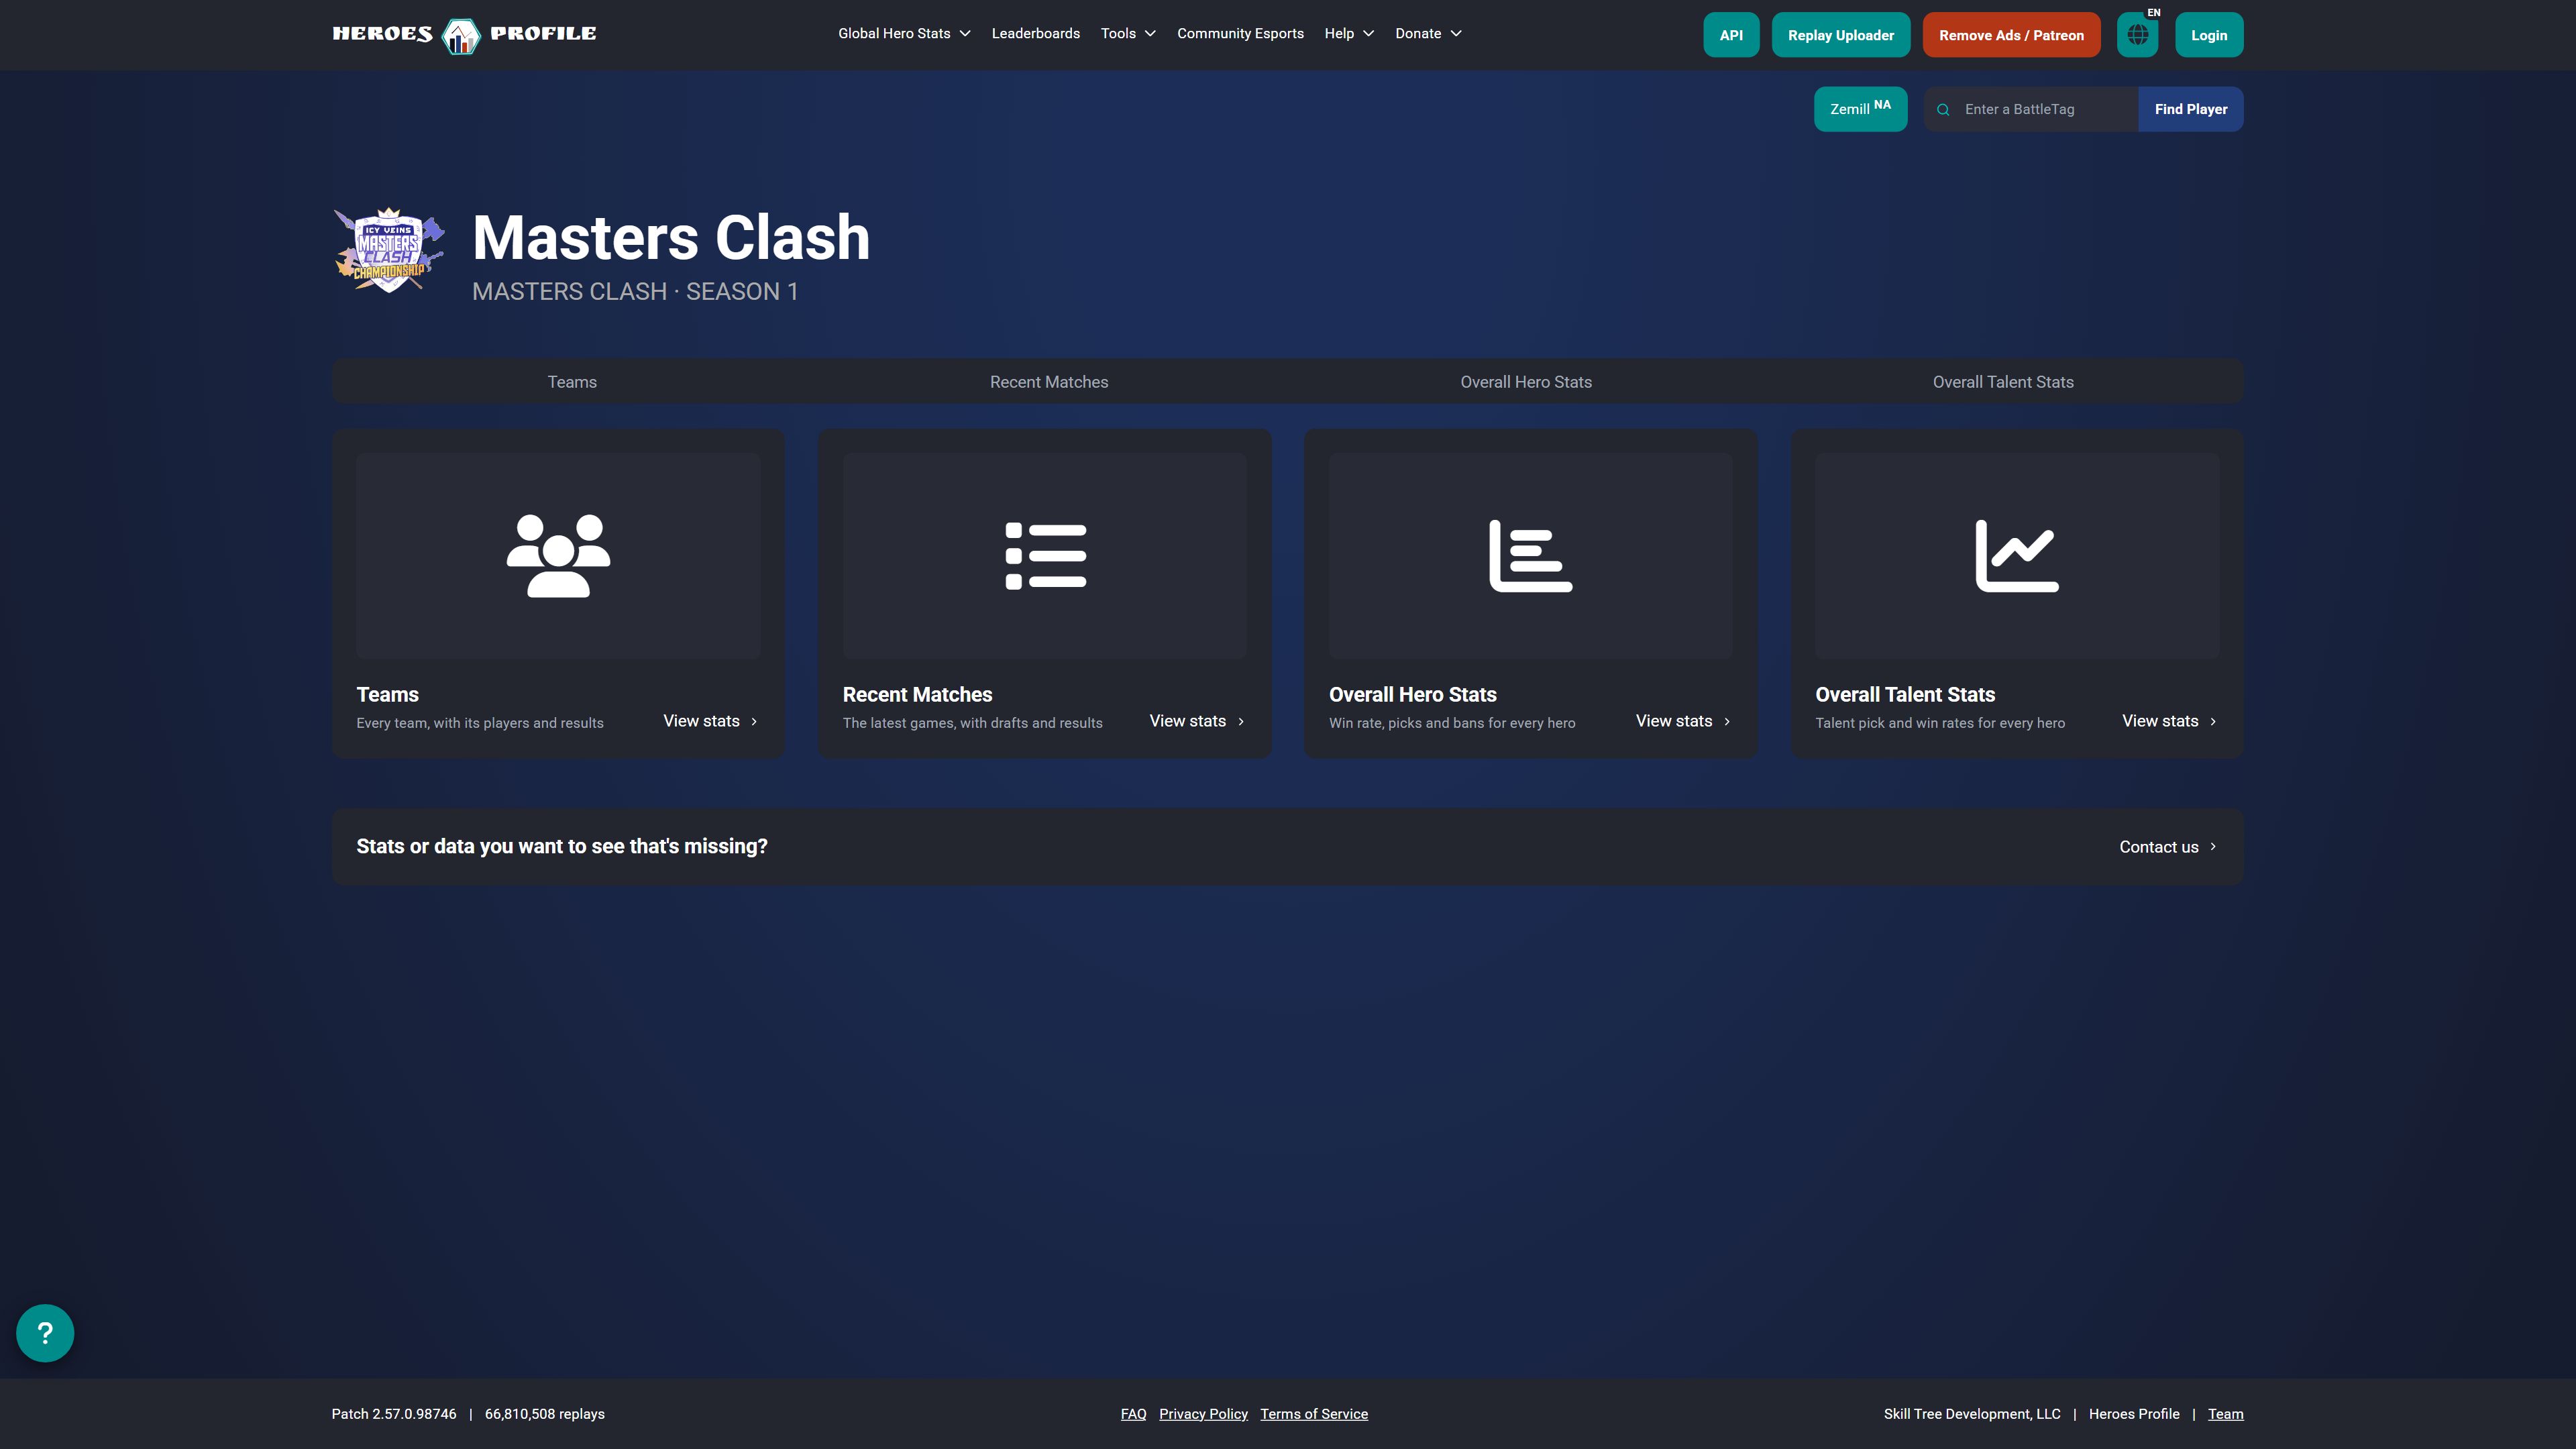 HEROES PROFILE
Global Hero Stats
Leaderboards
Tools
Community Esports
Help
Donate
API
Replay Uploader
Remove Ads / Patreon
EN
Login
Zemill NA
Enter a BattleTag
Find Player
ICY VEINS
MASTERS
CLASH
CHAMPIONSHIP
Masters Clash
MASTERS CLASH · SEASON 1
Teams
Recent Matches
Overall Hero Stats
Overall Talent Stats
Teams
Every team, with its players and results
View stats
Recent Matches
The latest games, with drafts and results
View stats
Overall Hero Stats
Win rate, picks and bans for every hero
View stats
Overall Talent Stats
Talent pick and win rates for every hero
View stats
Stats or data you want to see that's missing?
Contact us
?
Patch 2.57.0.98746 | 66,810,508 replays
FAQ Privacy Policy Terms of Service
Skill Tree Development, LLC | Heroes Profile | Team